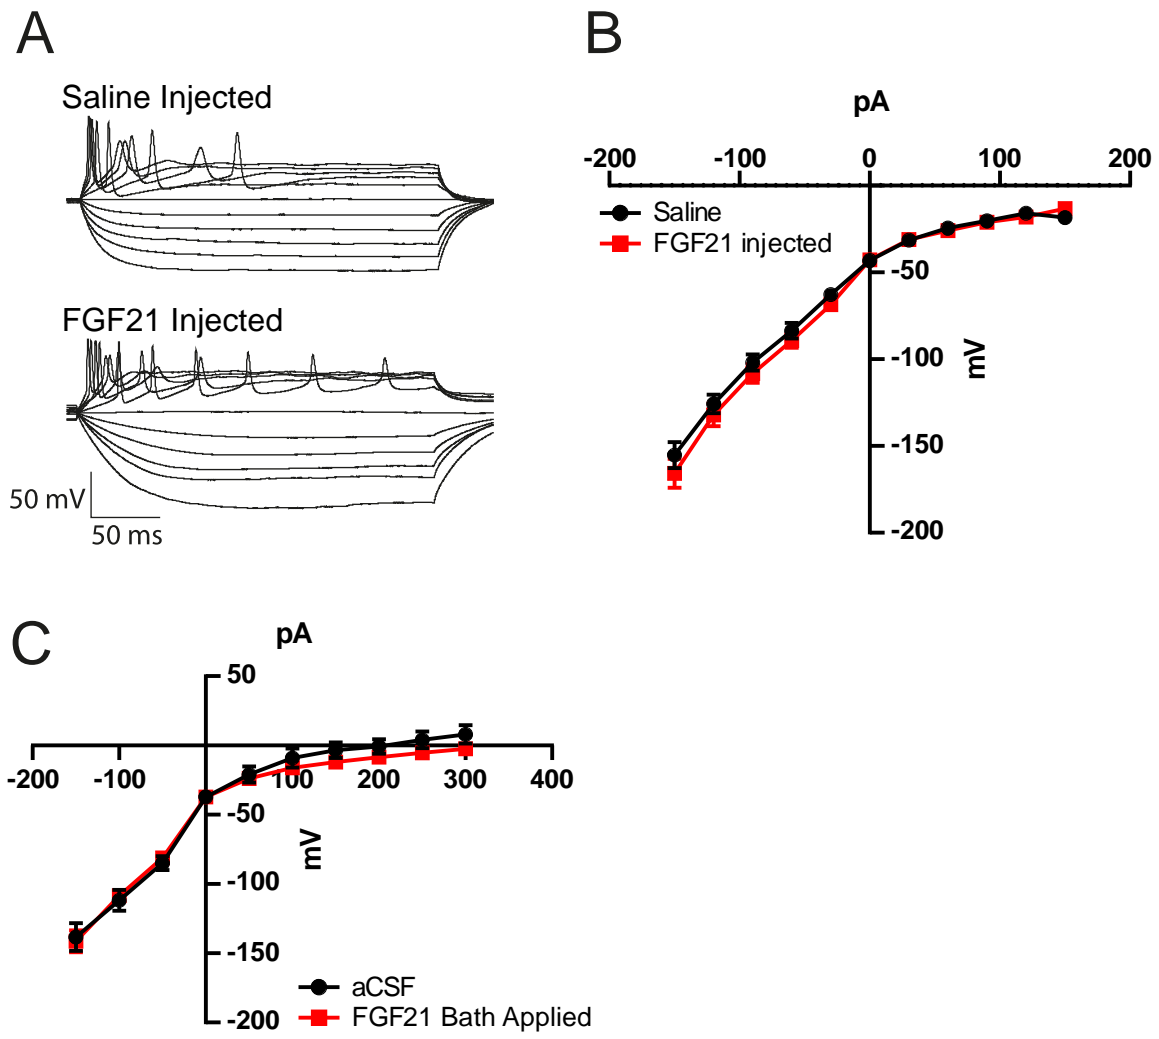 A
Saline Injected
FGF21 Injected
50 mV
50 ms
B
pA
-200 -100 0 100 200
Saline
FGF21 injected
-50
-100
-150
-200
mV
C
pA
50
-200 -100 100 200 300 400
-50
-100
-150
-200
mV
aCSF
FGF21 Bath Applied